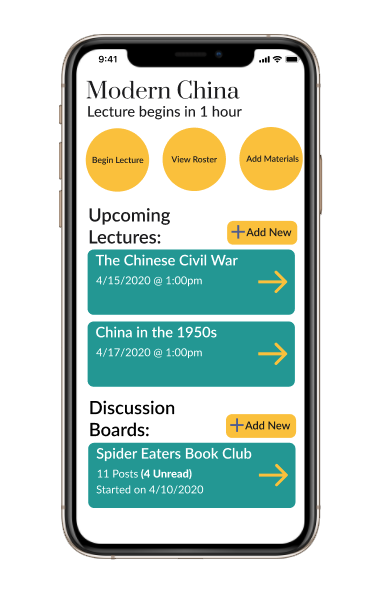 9:41
Modern China
Lecture begins in 1 hour
Begin Lecture
View Roster
Add Materials
Upcoming
Lectures:
+Add New
The Chinese Civil War
4/15/2020 @ 1:00pm
China in the 1950s
4/17/2020 @ 1:00pm
Discussion
Boards:
+Add New
Spider Eaters Book Club
11 Posts (4 Unread)
Started on 4/10/2020